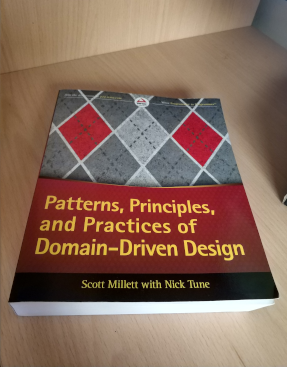 Patterns, Principles,
and Practices of
Domain-Driven Design
Scott Millett with Nick Tune